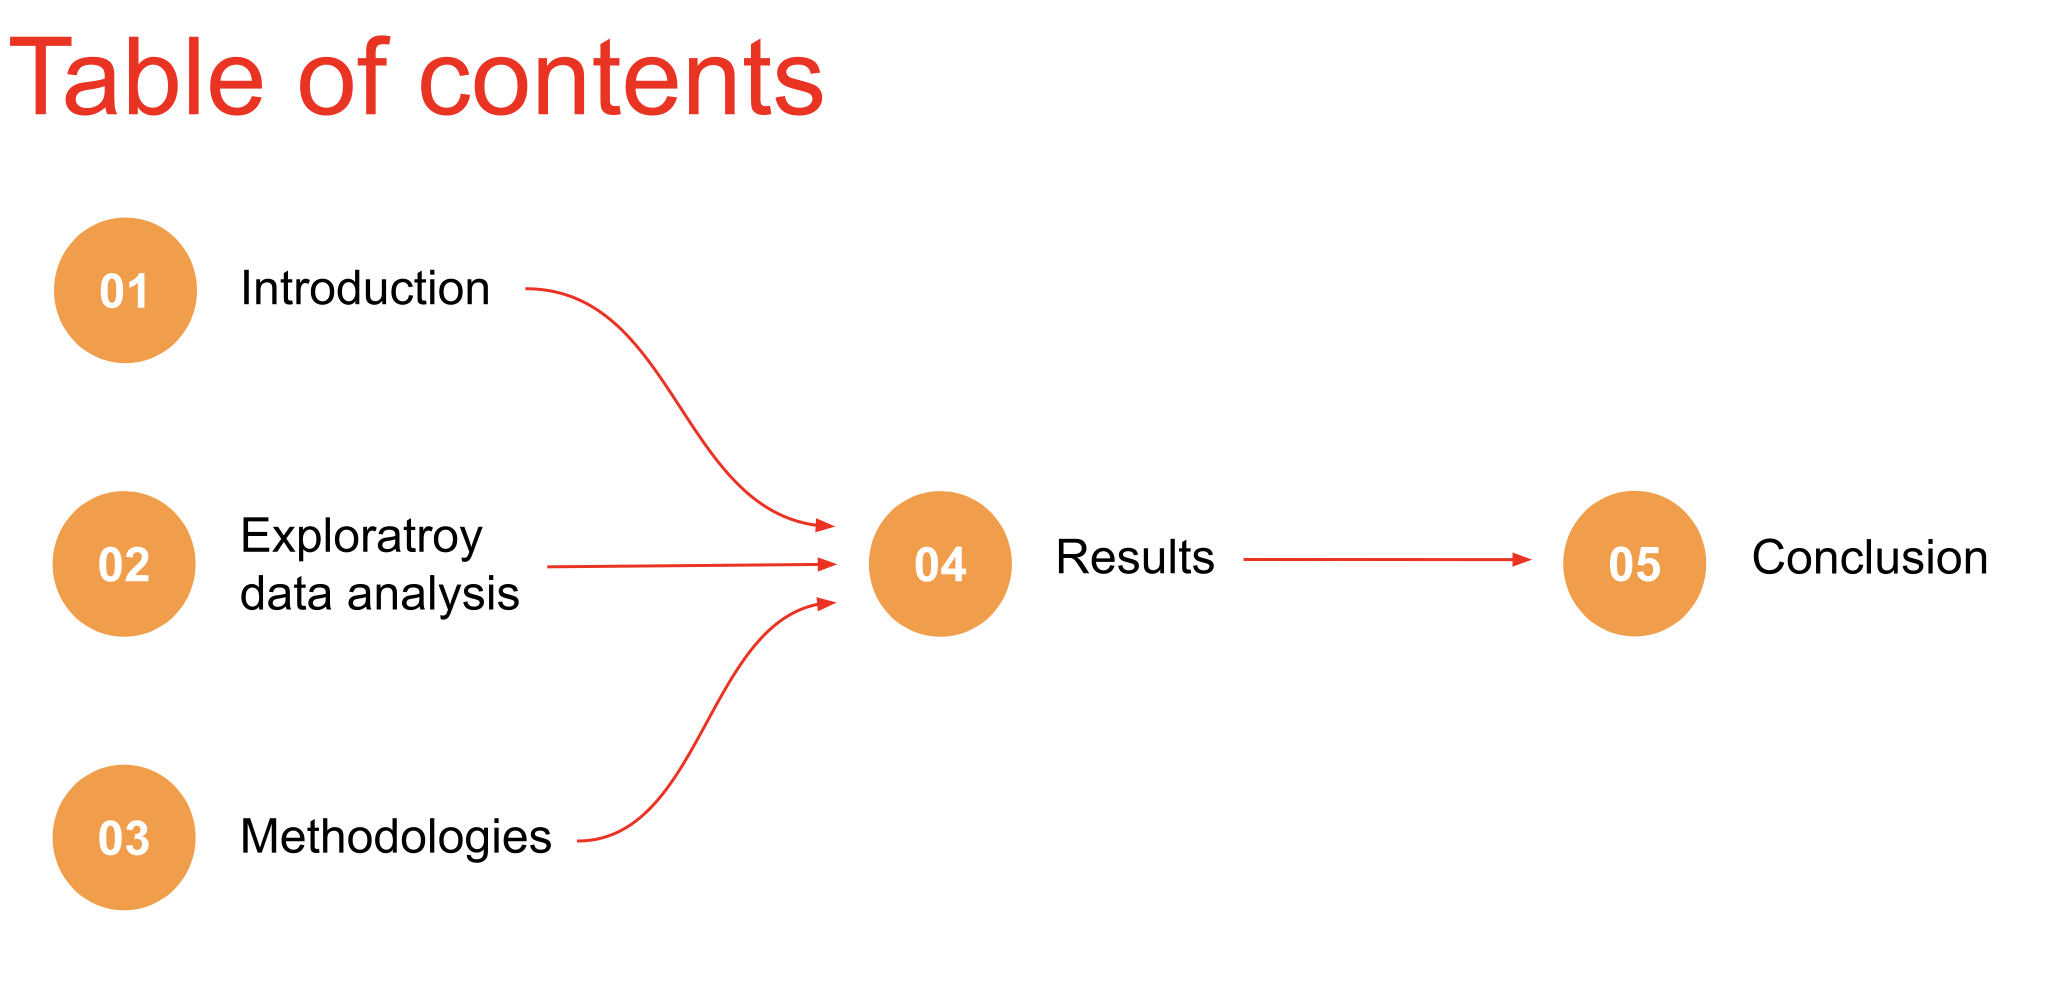 Table of contents
01
Introduction
02
Exploratroy
data analysis
03
Methodologies
04
Results
05
Conclusion